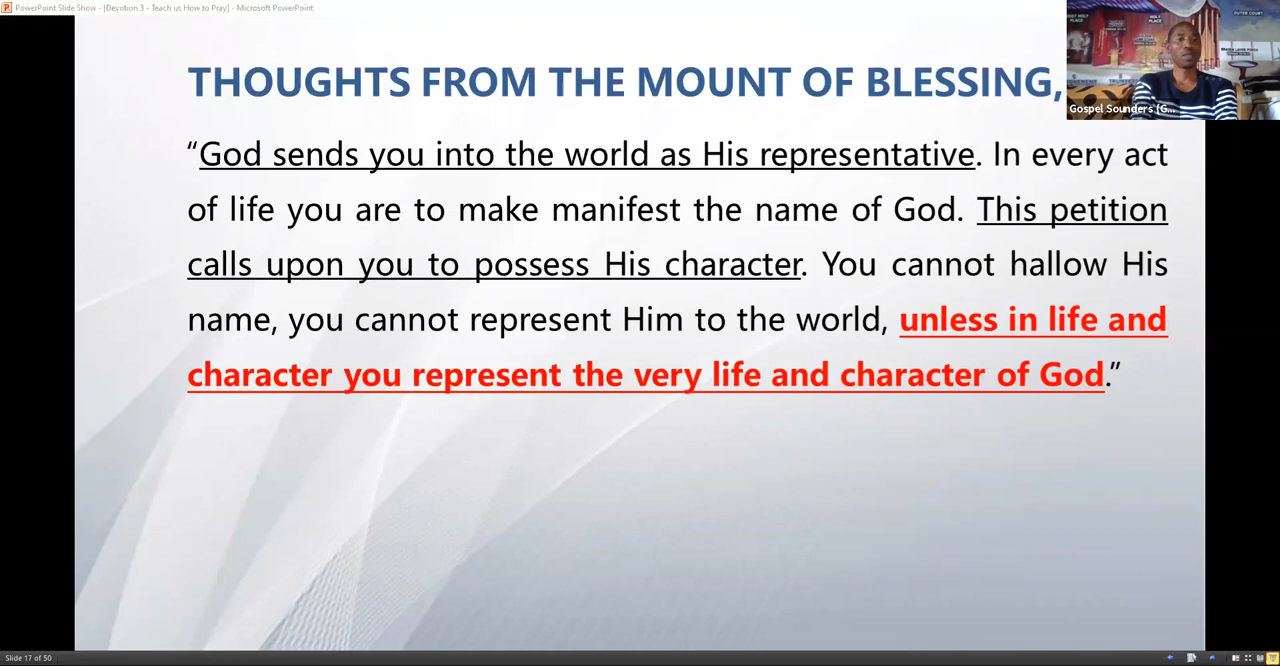 PowerPoint Slide Show - [Devotion 3 - Teach us How to Pray] - Microsoft PowerPoint
THOUGHTS FROM THE MOUNT OF BLESSING,
“God sends you into the world as His representative. In every act
of life you are to make manifest the name of God. This petition
calls upon you to possess His character. You cannot hallow His
name, you cannot represent Him to the world, unless in life and
character you represent the very life and character of God.”
HOLY
PLACE
OUTER COURT
Gospel Sounders (G...
Slide 17 of 50